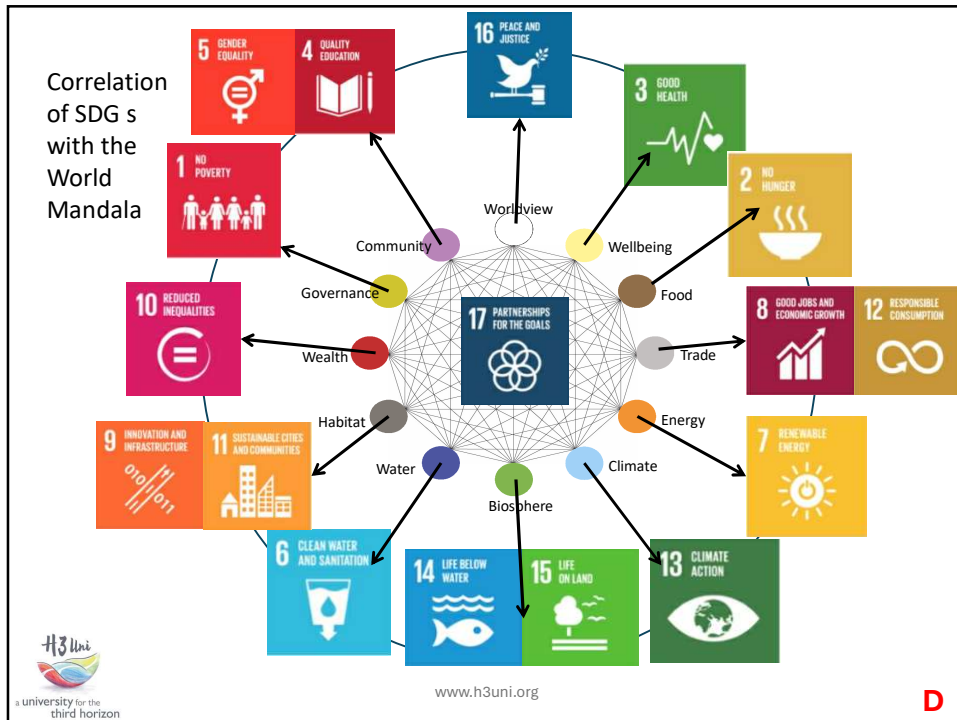 Correlation
of SDG s
with the
World
Mandala
5 GENDER
EQUALITY
4 QUALITY
EDUCATION
16 PEACE AND
JUSTICE
3 GOOD
HEALTH
1 NO
POVERTY
2 NO
HUNGER
Worldview
Community
Wellbeing
Governance
Food
10 REDUCED
INEQUALITIES
17 PARTNERSHIPS
FOR THE GOALS
8 GOOD JOBS AND
ECONOMIC GROWTH
12 RESPONSIBLE
CONSUMPTION
Wealth
Trade
Habitat
Energy
9 INNOVATION AND
INFRASTRUCTURE
010
011
11 SUSTAINABLE CITIES
AND COMMUNITIES
7 RENEWABLE
ENERGY
Water
Climate
Biosphere
6 CLEAN WATER
AND SANITATION
14 LIFE BELOW
WATER
15 LIFE
ON LAND
13 CLIMATE
ACTION
H3Uni
a university for the
third horizon
www.h3uni.org
D